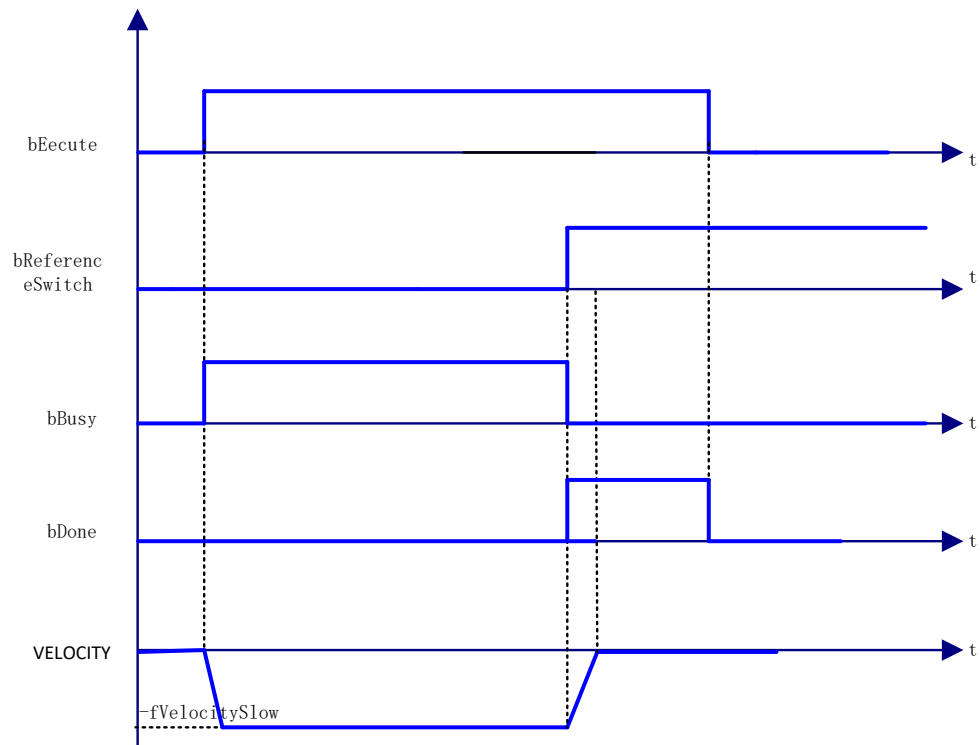 bEecute
t
bReferenc
eSwitch
t
bBusy
t
bDone
t
VELOCITY
t
-fVelocitySlow